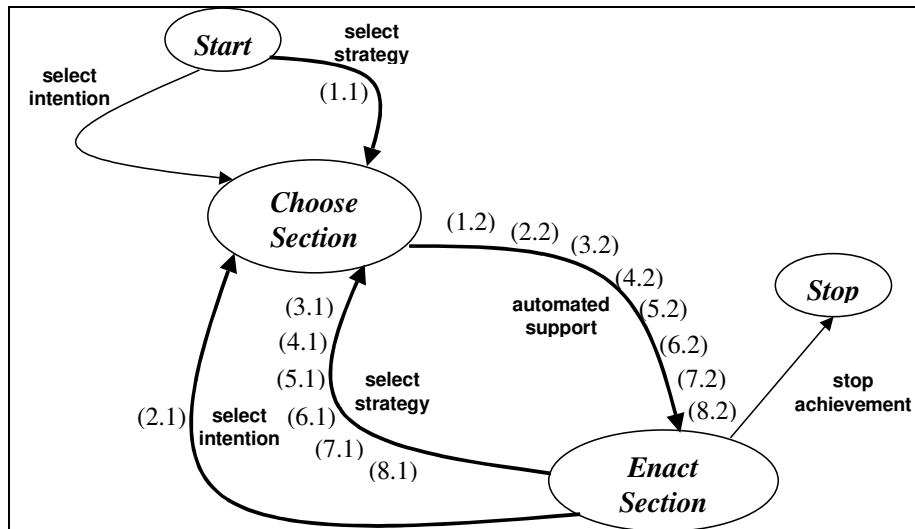 Start
select
strategy
(1.1)
select
intention
Choose
Section
(1.2)
(2.2)
(3.2)
(4.2)
(5.2)
(6.2)
(7.2)
(8.2)
automated
support
Stop
stop
achievement
(3.1)
(4.1)
(5.1)
(6.1)
(7.1)
(8.1)
select
strategy
(2.1)
select
intention
Enact
Section